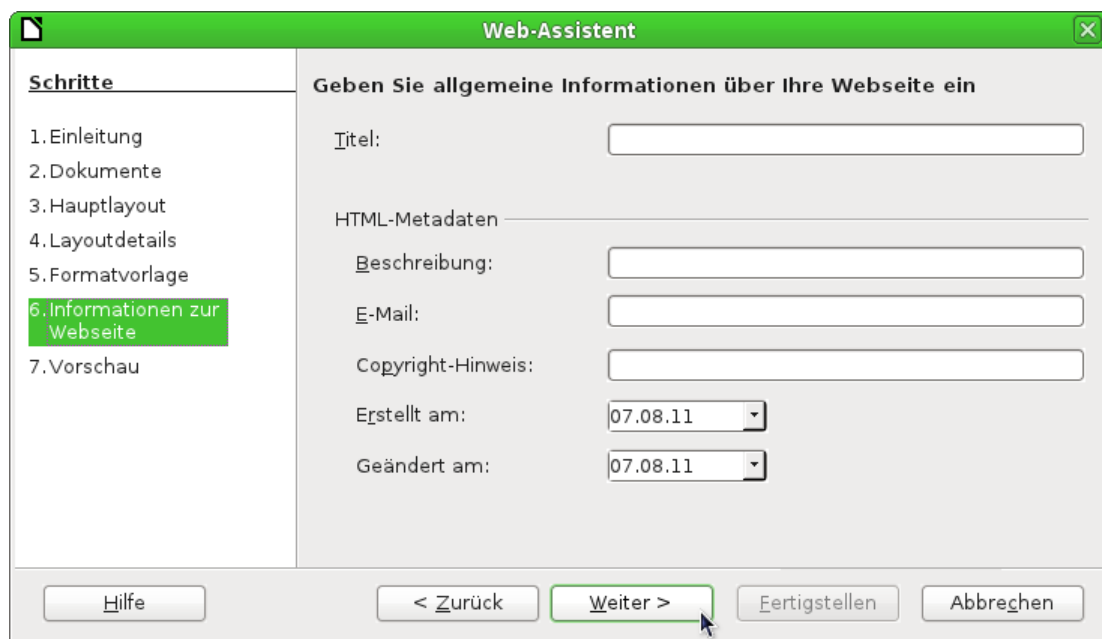 Web-Assistent
Schritte
1. Einleitung
2. Dokumente
3. Hauptlayout
4. Layoutdetails
5. Formatvorlage
6. Informationen zur
Webseite
7. Vorschau
Geben Sie allgemeine Informationen über Ihre Webseite ein
Titel:
HTML-Metadaten
Beschreibung:
E-Mail:
Copyright-Hinweis:
Erstellt am: 07.08.11
Geändert am: 07.08.11
Hilfe < Zurück Weiter > Fertigstellen Abbrechen